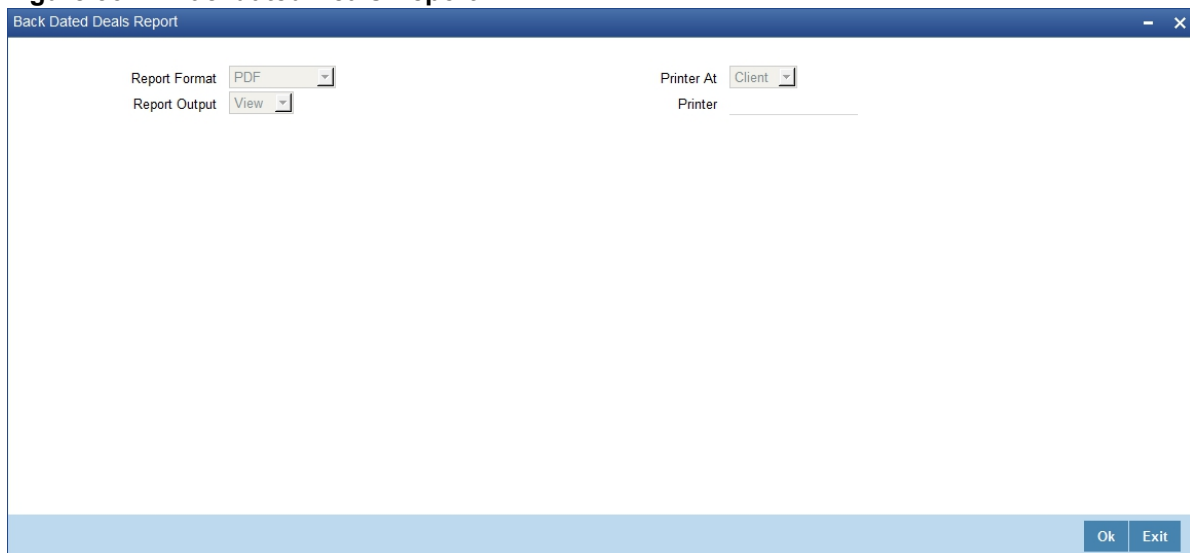 Back Dated Deals Report
Report Format PDF
Printer At Client
Report Output View
Printer
Ok Exit